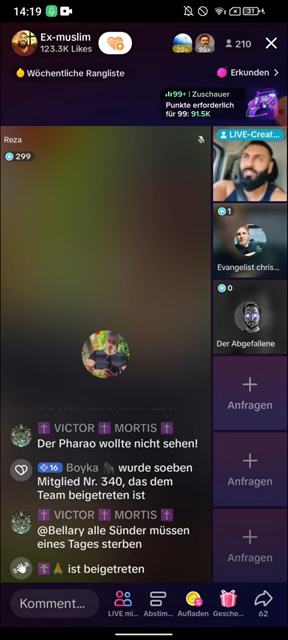 14:19
Ex-muslim
123.3K Likes
20+
20+
210
Wöchentliche Rangliste
Erkunden >
99+ | Zuschauer
Punkte erforderlich
für 99: 91.5K
Reza
299
LIVE-Creat...
1
Evangelist chris...
0
Der Abgefallene
+
Anfragen
+
Anfragen
+
Anfragen
✝️ VICTOR ✝️ MORTIS ✝️
Der Pharao wollte nicht sehen!
16 Boyka 🦍 wurde soeben
Mitglied Nr. 340, das dem
Team beigetreten ist
✝️ VICTOR ✝️ MORTIS ✝️
@Bellary alle Sünder müssen
eines Tages sterben
✝️🙏 ist beigetreten
Komment...
LIVE mi...
Abstim...
Aufladen
Gesche...
62